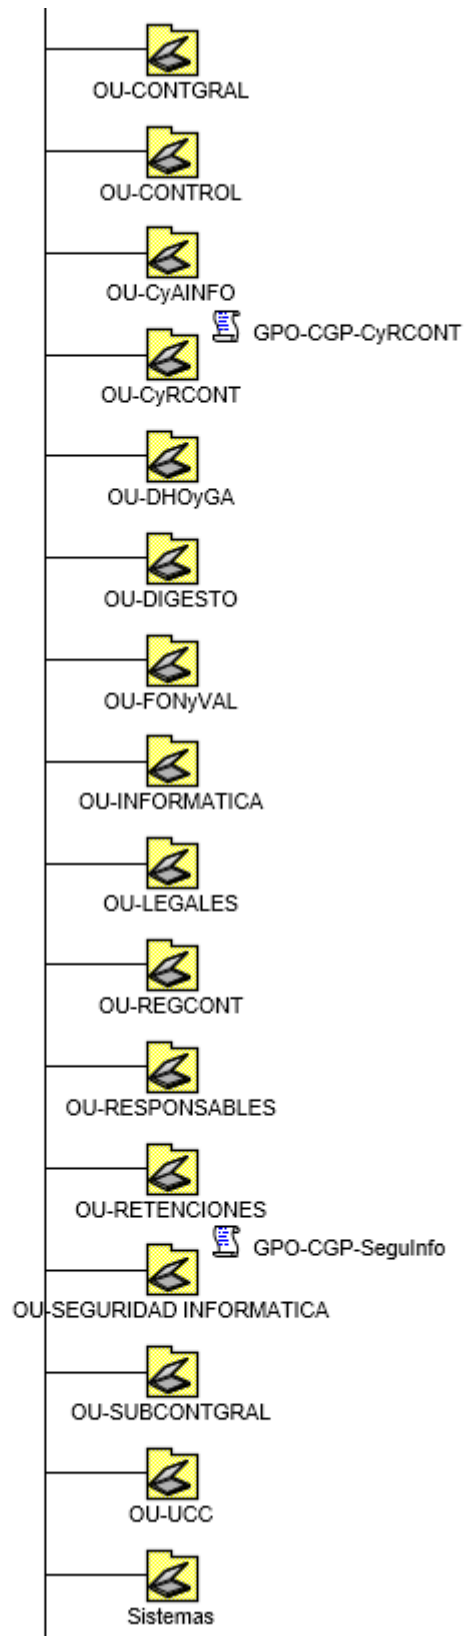 OU-CONTGRAL
OU-CONTROL
OU-CyAINFO
GPO-CGP-CyRCONT
OU-CyRCONT
OU-DHOyGA
OU-DIGESTO
OU-FONyVAL
OU-INFORMATICA
OU-LEGALES
OU-REGCONT
OU-RESPONSABLES
OU-RETENCIONES
GPO-CGP-SeguInfo
OU-SEGURIDAD INFORMATICA
OU-SUBCONTGRAL
OU-UCC
Sistemas